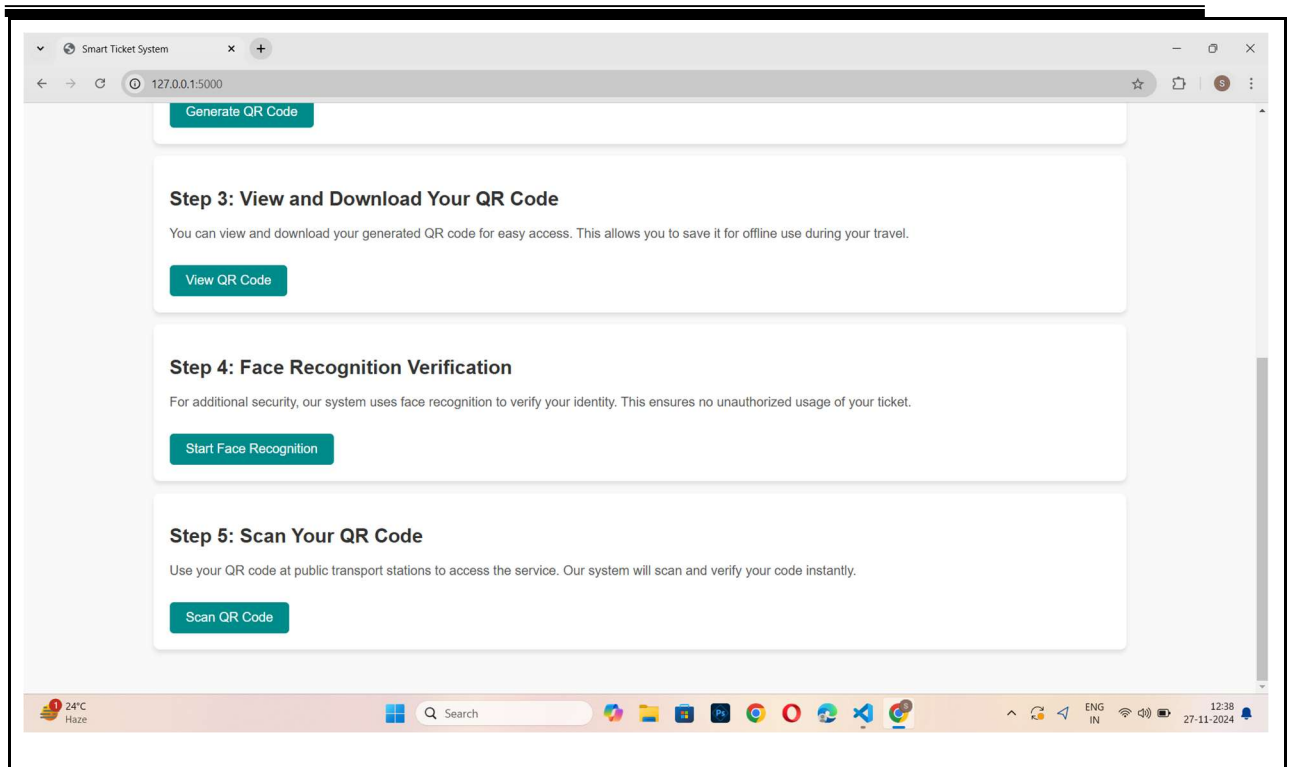 Smart Ticket System
127.0.0.1:5000
S
Generate QR Code
Step 3: View and Download Your QR Code
You can view and download your generated QR code for easy access. This allows you to save it for offline use during your travel.
View QR Code
Step 4: Face Recognition Verification
For additional security, our system uses face recognition to verify your identity. This ensures no unauthorized usage of your ticket.
Start Face Recognition
Step 5: Scan Your QR Code
Use your QR code at public transport stations to access the service. Our system will scan and verify your code instantly.
Scan QR Code
1
24°C
Haze
Search
Ps
ENG
IN
12:38
27-11-2024